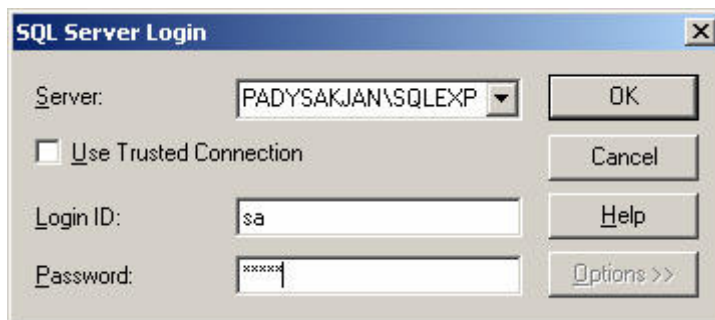 SQL Server Login
Server: PADYSAKJAN\SQLEXP OK
Use Trusted Connection Cancel
Login ID: sa Help
Password: ***** Options >>